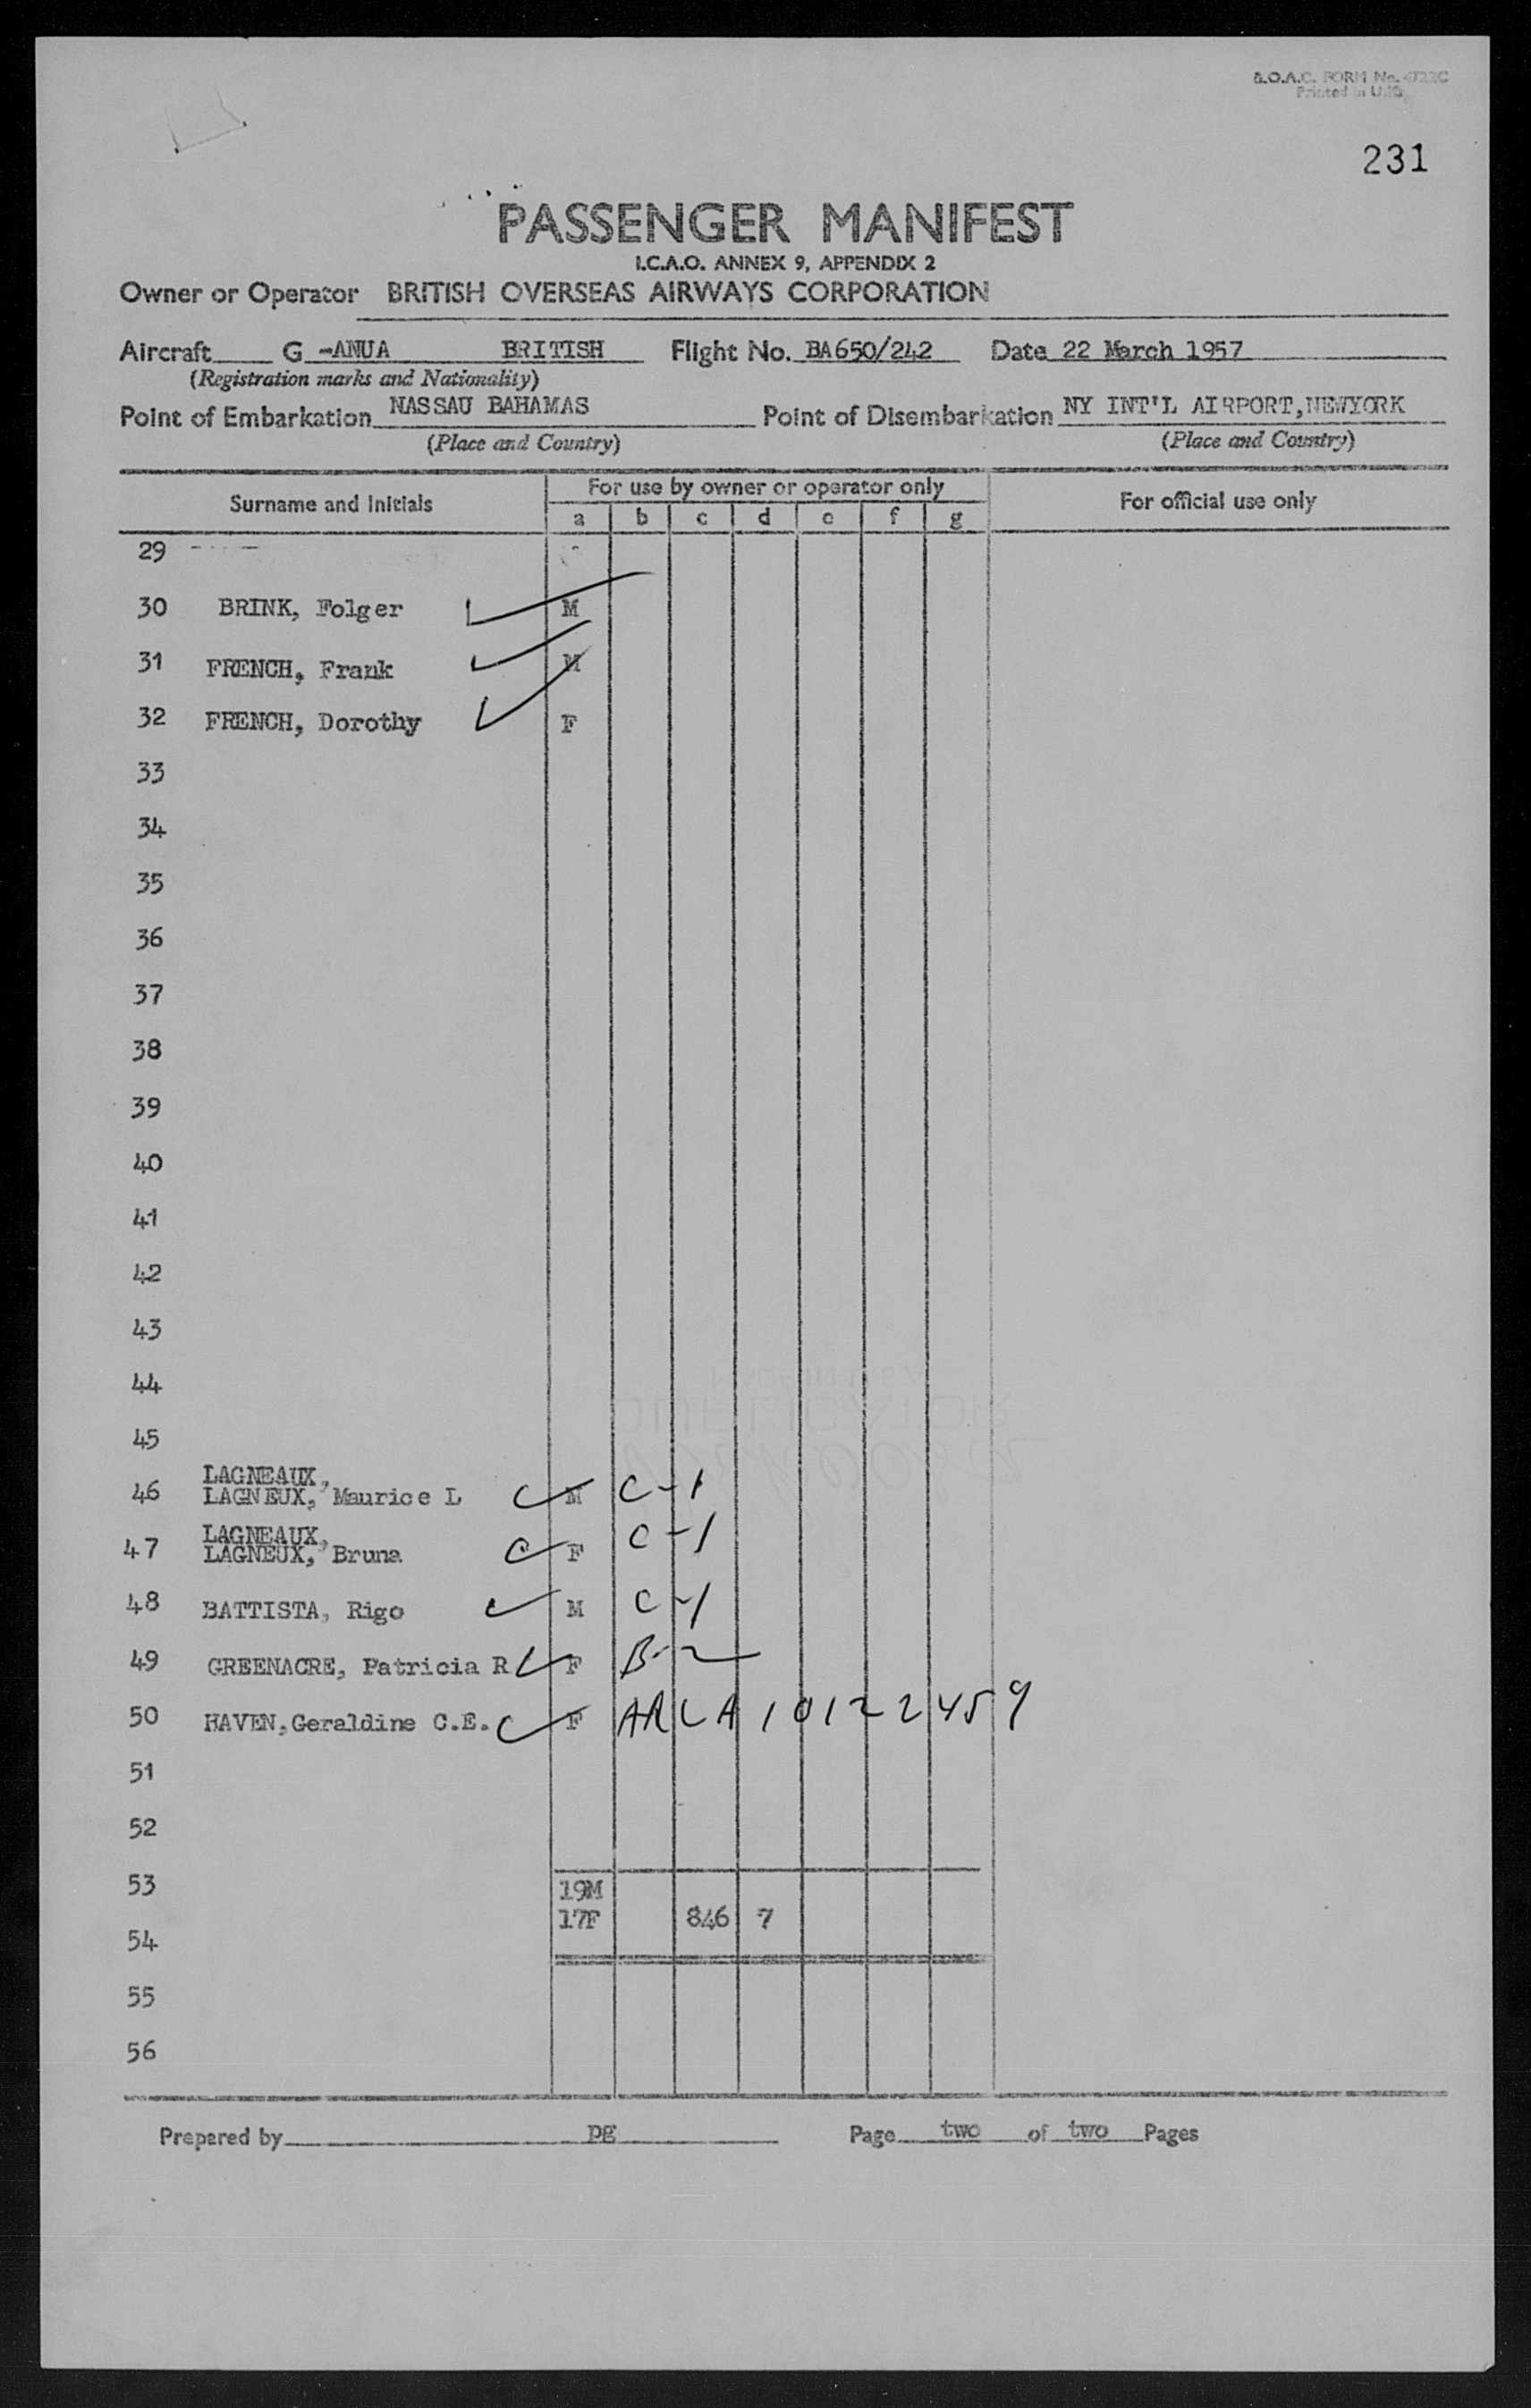 231
PASSENGER MANIFEST
I.C.A.O. ANNEX 9, APPENDIX 2
Owner or Operator BRITISH OVERSEAS AIRWAYS CORPORATION
Aircraft G -ANUA BRITISH Flight No. BA650/242 Date 22 March 1957
(Registration marks and Nationality)
Point of Embarkation NASSAU BAHAMAS Point of Disembarkation NY INT'L AIRPORT,NEWYORK
(Place and Country) (Place and Country)
Surname and Initials For use by owner or operator only For official use only
a b c d e f g
29
30 BRINK, Folger M
31 FRENCH, Frank M
32 FRENCH, Dorothy F
33
34
35
36
37
38
39
40
41
42
43
44
45
LAGNEAUX,
46 LAGNEUX, Maurice L M C-1
LAGNEAUX,
47 LAGNEUX, Bruna F C-1
48 BATTISTA, Rigo M C-1
49 GREENACRE, Patricia R F B-2
50 HAVEN,Geraldine C.E. F ARCA 10122459
51
52
53 19M
17F 846 7
54
55
56
Prepared by pg Page two of two Pages